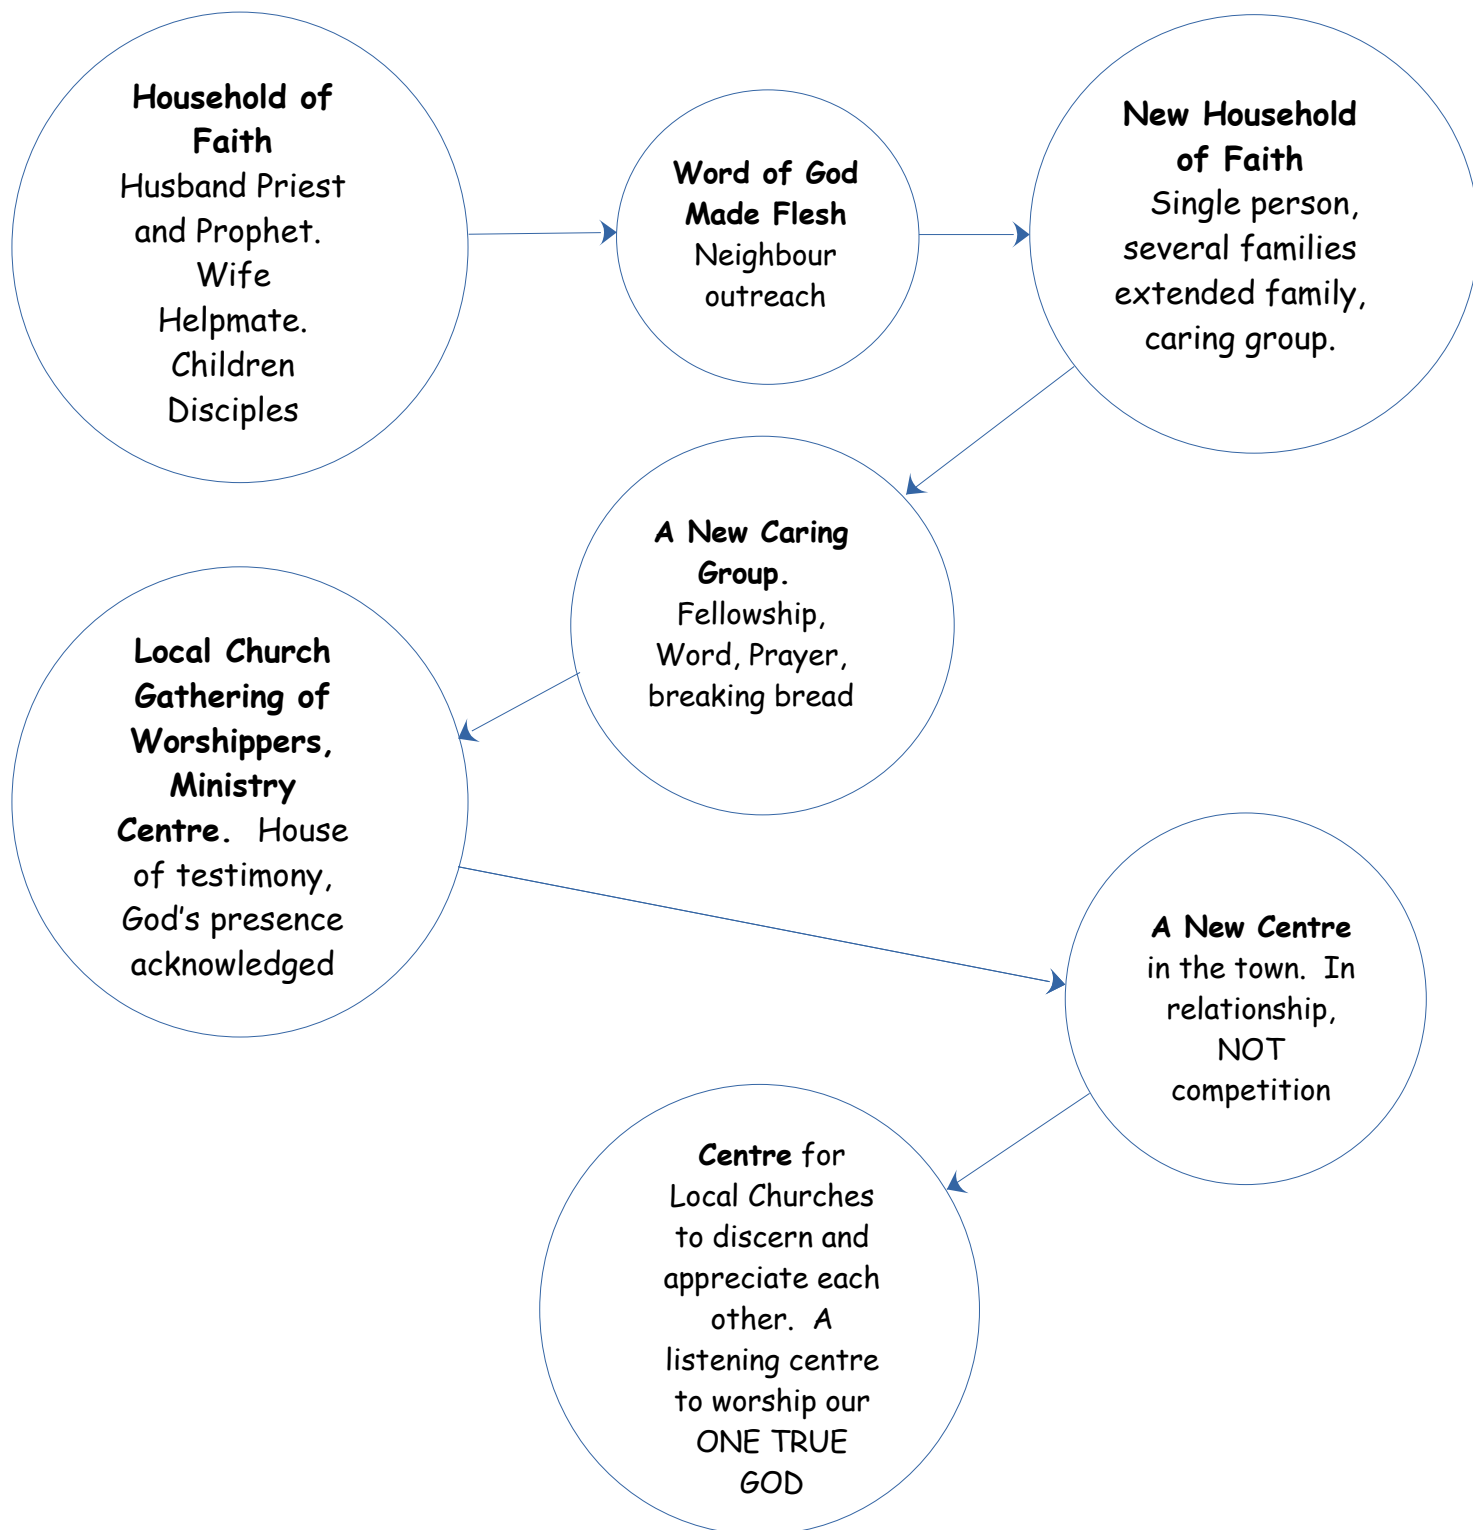 Household of
Faith
Husband Priest
and Prophet.
Wife
Helpmate.
Children
Disciples
Word of God
Made Flesh
Neighbour
outreach
New Household
of Faith
Single person,
several families
extended family,
caring group.
A New Caring
Group.
Fellowship,
Word, Prayer,
breaking bread
Local Church
Gathering of
Worshippers,
Ministry
Centre.  House
of testimony,
God's presence
acknowledged
A New Centre
in the town.  In
relationship,
NOT
competition
Centre for
Local Churches
to discern and
appreciate each
other.  A
listening centre
to worship our
ONE TRUE
GOD